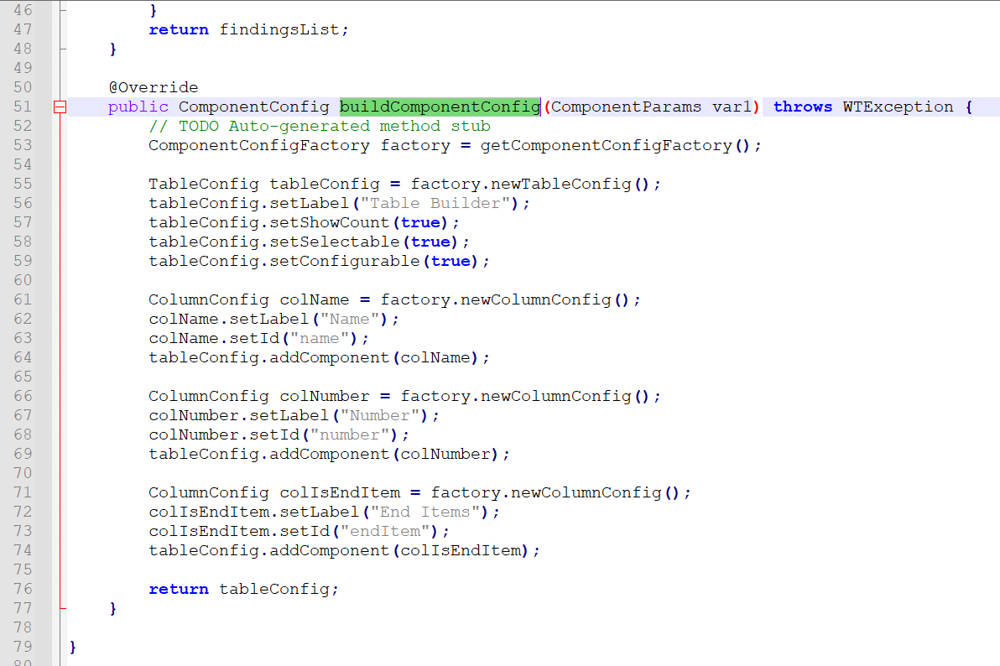 46 }
47 return findingsList;
48 }
49
50 @Override
51 public ComponentConfig buildComponentConfig(ComponentParams var1) throws WTException {
52 // TODO Auto-generated method stub
53 ComponentConfigFactory factory = getComponentConfigFactory();
54
55 TableConfig tableConfig = factory.newTableConfig();
56 tableConfig.setLabel("Table Builder");
57 tableConfig.setShowCount(true);
58 tableConfig.setSelectable(true);
59 tableConfig.setConfigurable(true);
60
61 ColumnConfig colName = factory.newColumnConfig();
62 colName.setLabel("Name");
63 colName.setId("name");
64 tableConfig.addComponent(colName);
65
66 ColumnConfig colNumber = factory.newColumnConfig();
67 colNumber.setLabel("Number");
68 colNumber.setId("number");
69 tableConfig.addComponent(colNumber);
70
71 ColumnConfig colIsEndItem = factory.newColumnConfig();
72 colIsEndItem.setLabel("End Items");
73 colIsEndItem.setId("endItem");
74 tableConfig.addComponent(colIsEndItem);
75
76 return tableConfig;
77 }
78
79 }
80